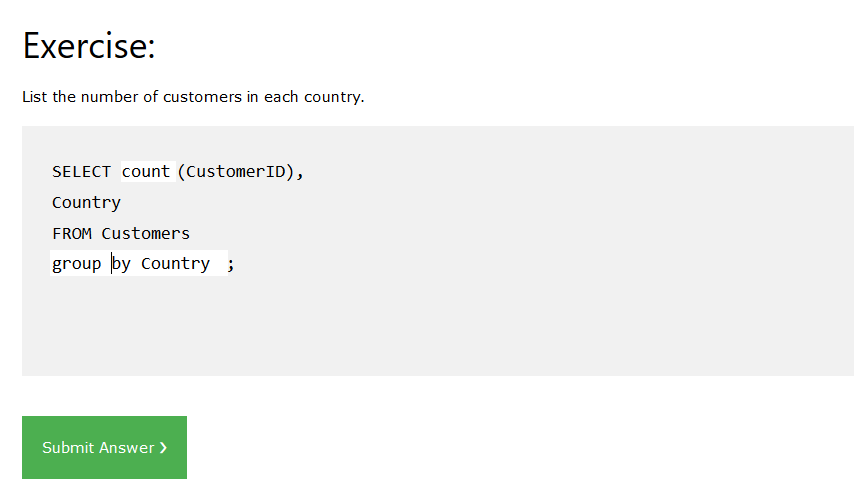 Exercise:
List the number of customers in each country.
SELECT count (CustomerID),
Country
FROM Customers
group by Country ;
Submit Answer ❯